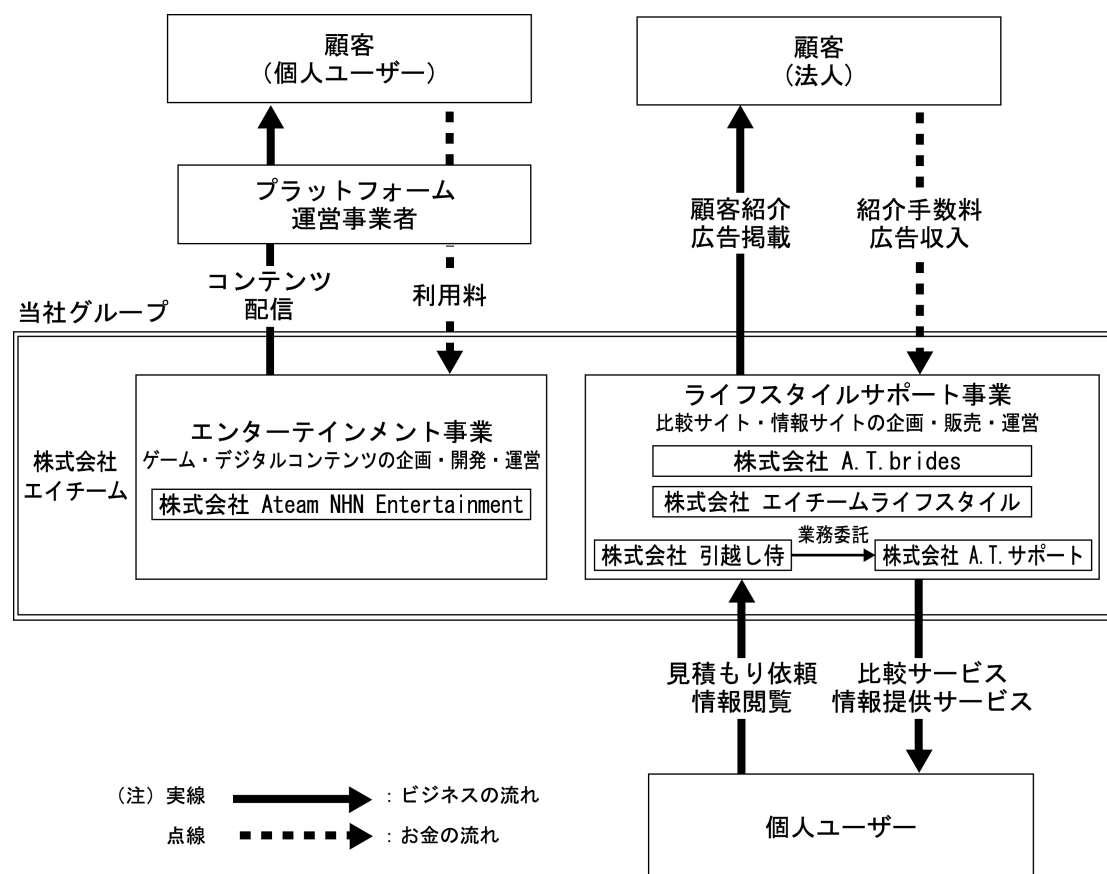 顧客
（個人ユーザー）
顧客
（法人）
プラットフォーム
運営事業者
コンテンツ
配信
利用料
顧客紹介
広告掲載
紹介手数料
広告収入
当社グループ
株式会社
エイチーム
エンターテインメント事業
ゲーム・デジタルコンテンツの企画・開発・運営
株式会社 Ateam NHN Entertainment
ライフスタイルサポート事業
比較サイト・情報サイトの企画・販売・運営
株式会社 A.T.brides
株式会社 エイチームライフスタイル
株式会社 引越し侍
業務委託
株式会社 A.T.サポート
見積もり依頼
情報閲覧
比較サービス
情報提供サービス
個人ユーザー
（注）実線 ：ビジネスの流れ
点線 ：お金の流れ